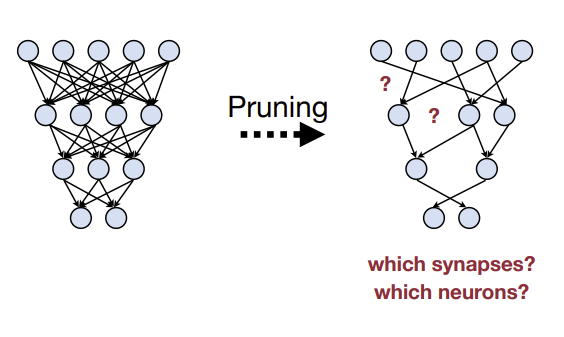 Pruning
?
?
which synapses?
which neurons?